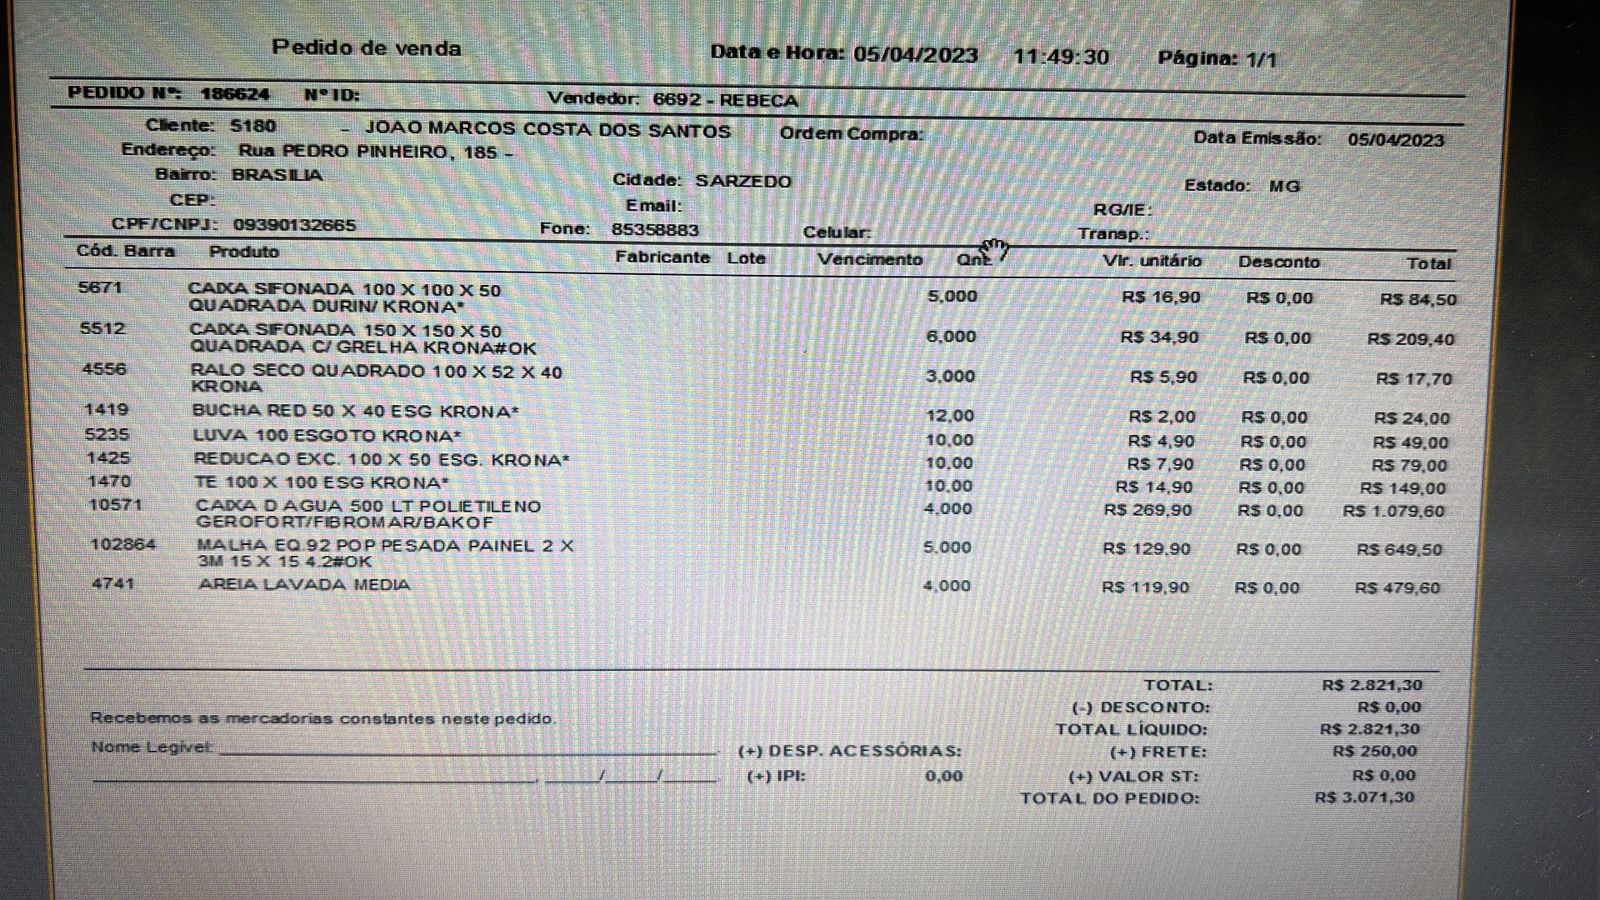 Pedido de venda Data e Hora: 05/04/2023 11:49:30 Página: 1/1
PEDIDO Nº: 186624 Nº ID: Vendedor: 6692 - REBECA
Cliente: 5180 - JOAO MARCOS COSTA DOS SANTOS Ordem Compra: Data Emissão: 05/04/2023
Endereço: Rua PEDRO PINHEIRO, 185 -
Bairro: BRASILIA Cidade: SARZEDO Estado: MG
CEP: Email: RG/IE:
CPF/CNPJ: 09390132665 Fone: 85358883 Celular: Transp.:
Cód. Barra Produto Fabricante Lote Vencimento Qnt. Vlr. unitário Desconto Total
5671 CAIXA SIFONADA 100 X 100 X 50 5,000 R$ 16,90 R$ 0,00 R$ 84,50
QUADRADA DURIN/ KRONA*
5512 CAIXA SIFONADA 150 X 150 X 50 6,000 R$ 34,90 R$ 0,00 R$ 209,40
QUADRADA C/ GRELHA KRONA#OK
4556 RALO SECO QUADRADO 100 X 52 X 40 3,000 R$ 5,90 R$ 0,00 R$ 17,70
KRONA
1419 BUCHA RED 50 X 40 ESG KRONA* 12,00 R$ 2,00 R$ 0,00 R$ 24,00
5235 LUVA 100 ESGOTO KRONA* 10,00 R$ 4,90 R$ 0,00 R$ 49,00
1425 REDUCAO EXC. 100 X 50 ESG. KRONA* 10,00 R$ 7,90 R$ 0,00 R$ 79,00
1470 TE 100 X 100 ESG KRONA* 10,00 R$ 14,90 R$ 0,00 R$ 149,00
10571 CAIXA D AGUA 500 LT POLIETILENO 4,000 R$ 269,90 R$ 0,00 R$ 1.079,60
GEROFORT/FIBROMAR/BAKOF
102864 MALHA EQ.92 POP PESADA PAINEL 2 X 5,000 R$ 129,90 R$ 0,00 R$ 649,50
3M 15 X 15 4.2#OK
4741 AREIA LAVADA MEDIA 4,000 R$ 119,90 R$ 0,00 R$ 479,60
TOTAL: R$ 2.821,30
(-) DESCONTO: R$ 0,00
Recebemos as mercadorias constantes neste pedido. TOTAL LÍQUIDO: R$ 2.821,30
Nome Legível: (+) DESP. ACESSÓRIAS: (+) FRETE: R$ 250,00
/ / (+) IPI: 0,00 (+) VALOR ST: R$ 0,00
TOTAL DO PEDIDO: R$ 3.071,30